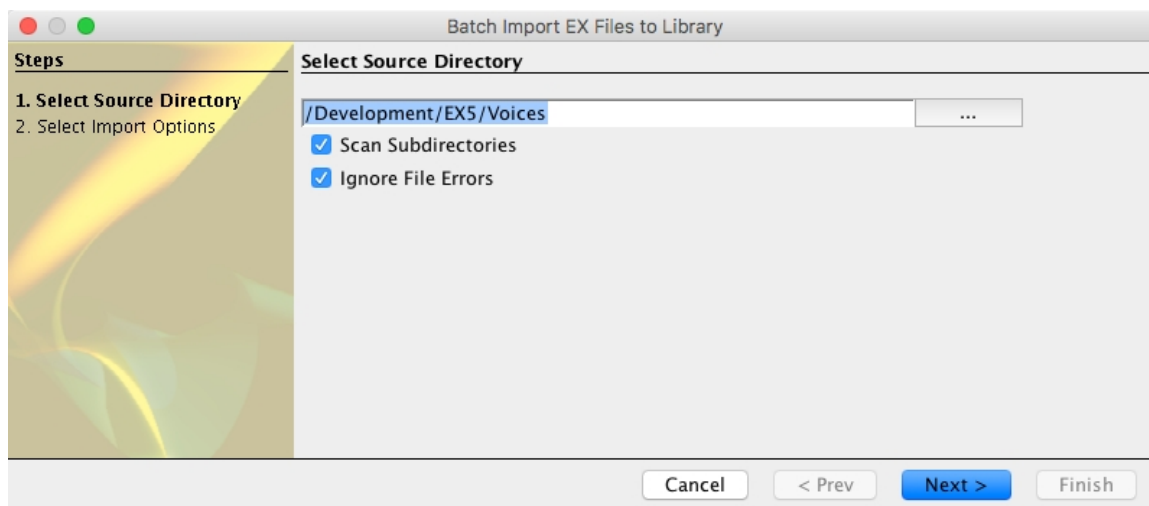 Batch Import EX Files to Library
Steps
1. Select Source Directory
2. Select Import Options
Select Source Directory
/Development/EX5/Voices
...
Scan Subdirectories
Ignore File Errors
Cancel
< Prev
Next >
Finish